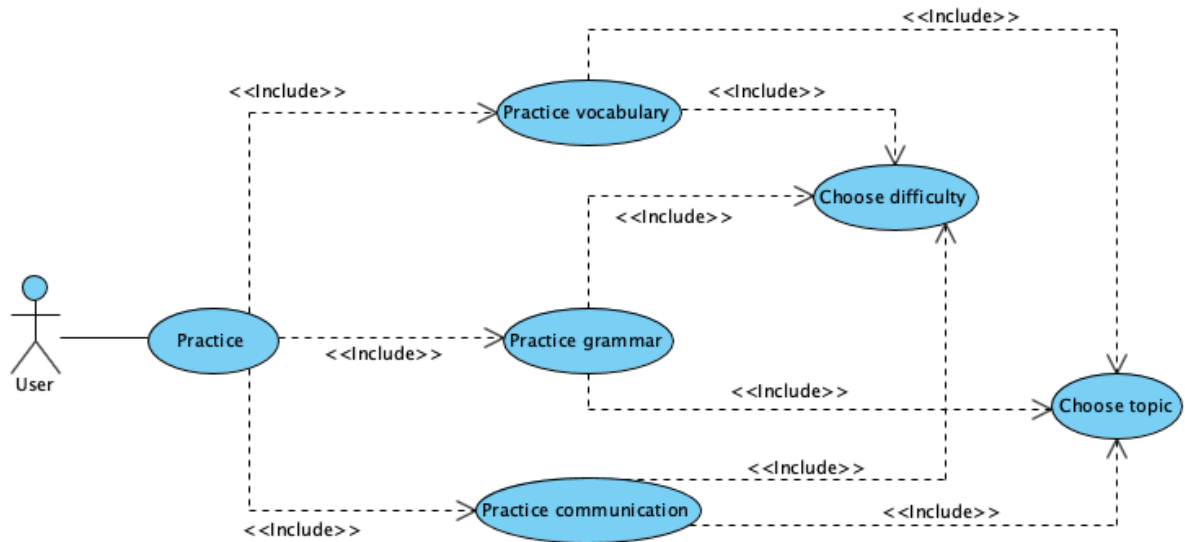 <<Include>>
<<Include>>
<<Include>>
Practice vocabulary
Choose difficulty
<<Include>>
Practice
Practice grammar
<<Include>>
User
<<Include>>
Choose topic
<<Include>>
Practice communication
<<Include>>
<<Include>>